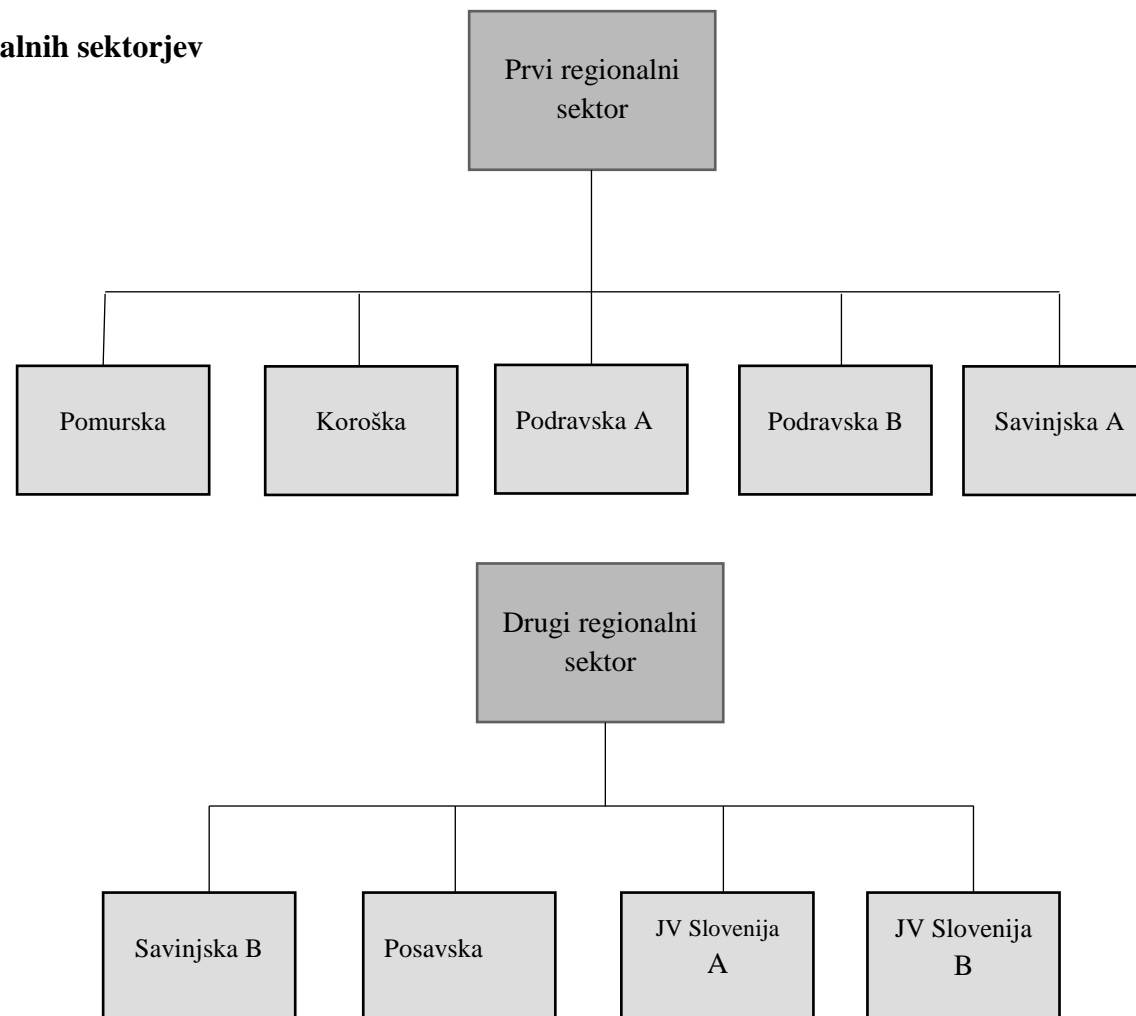 alnih sektorjev
Prvi regionalni
sektor
Pomurska
Koroška
Podravska A
Podravska B
Savinjska A
Drugi regionalni
sektor
Savinjska B
Posavska
JV Slovenija
A
JV Slovenija
B